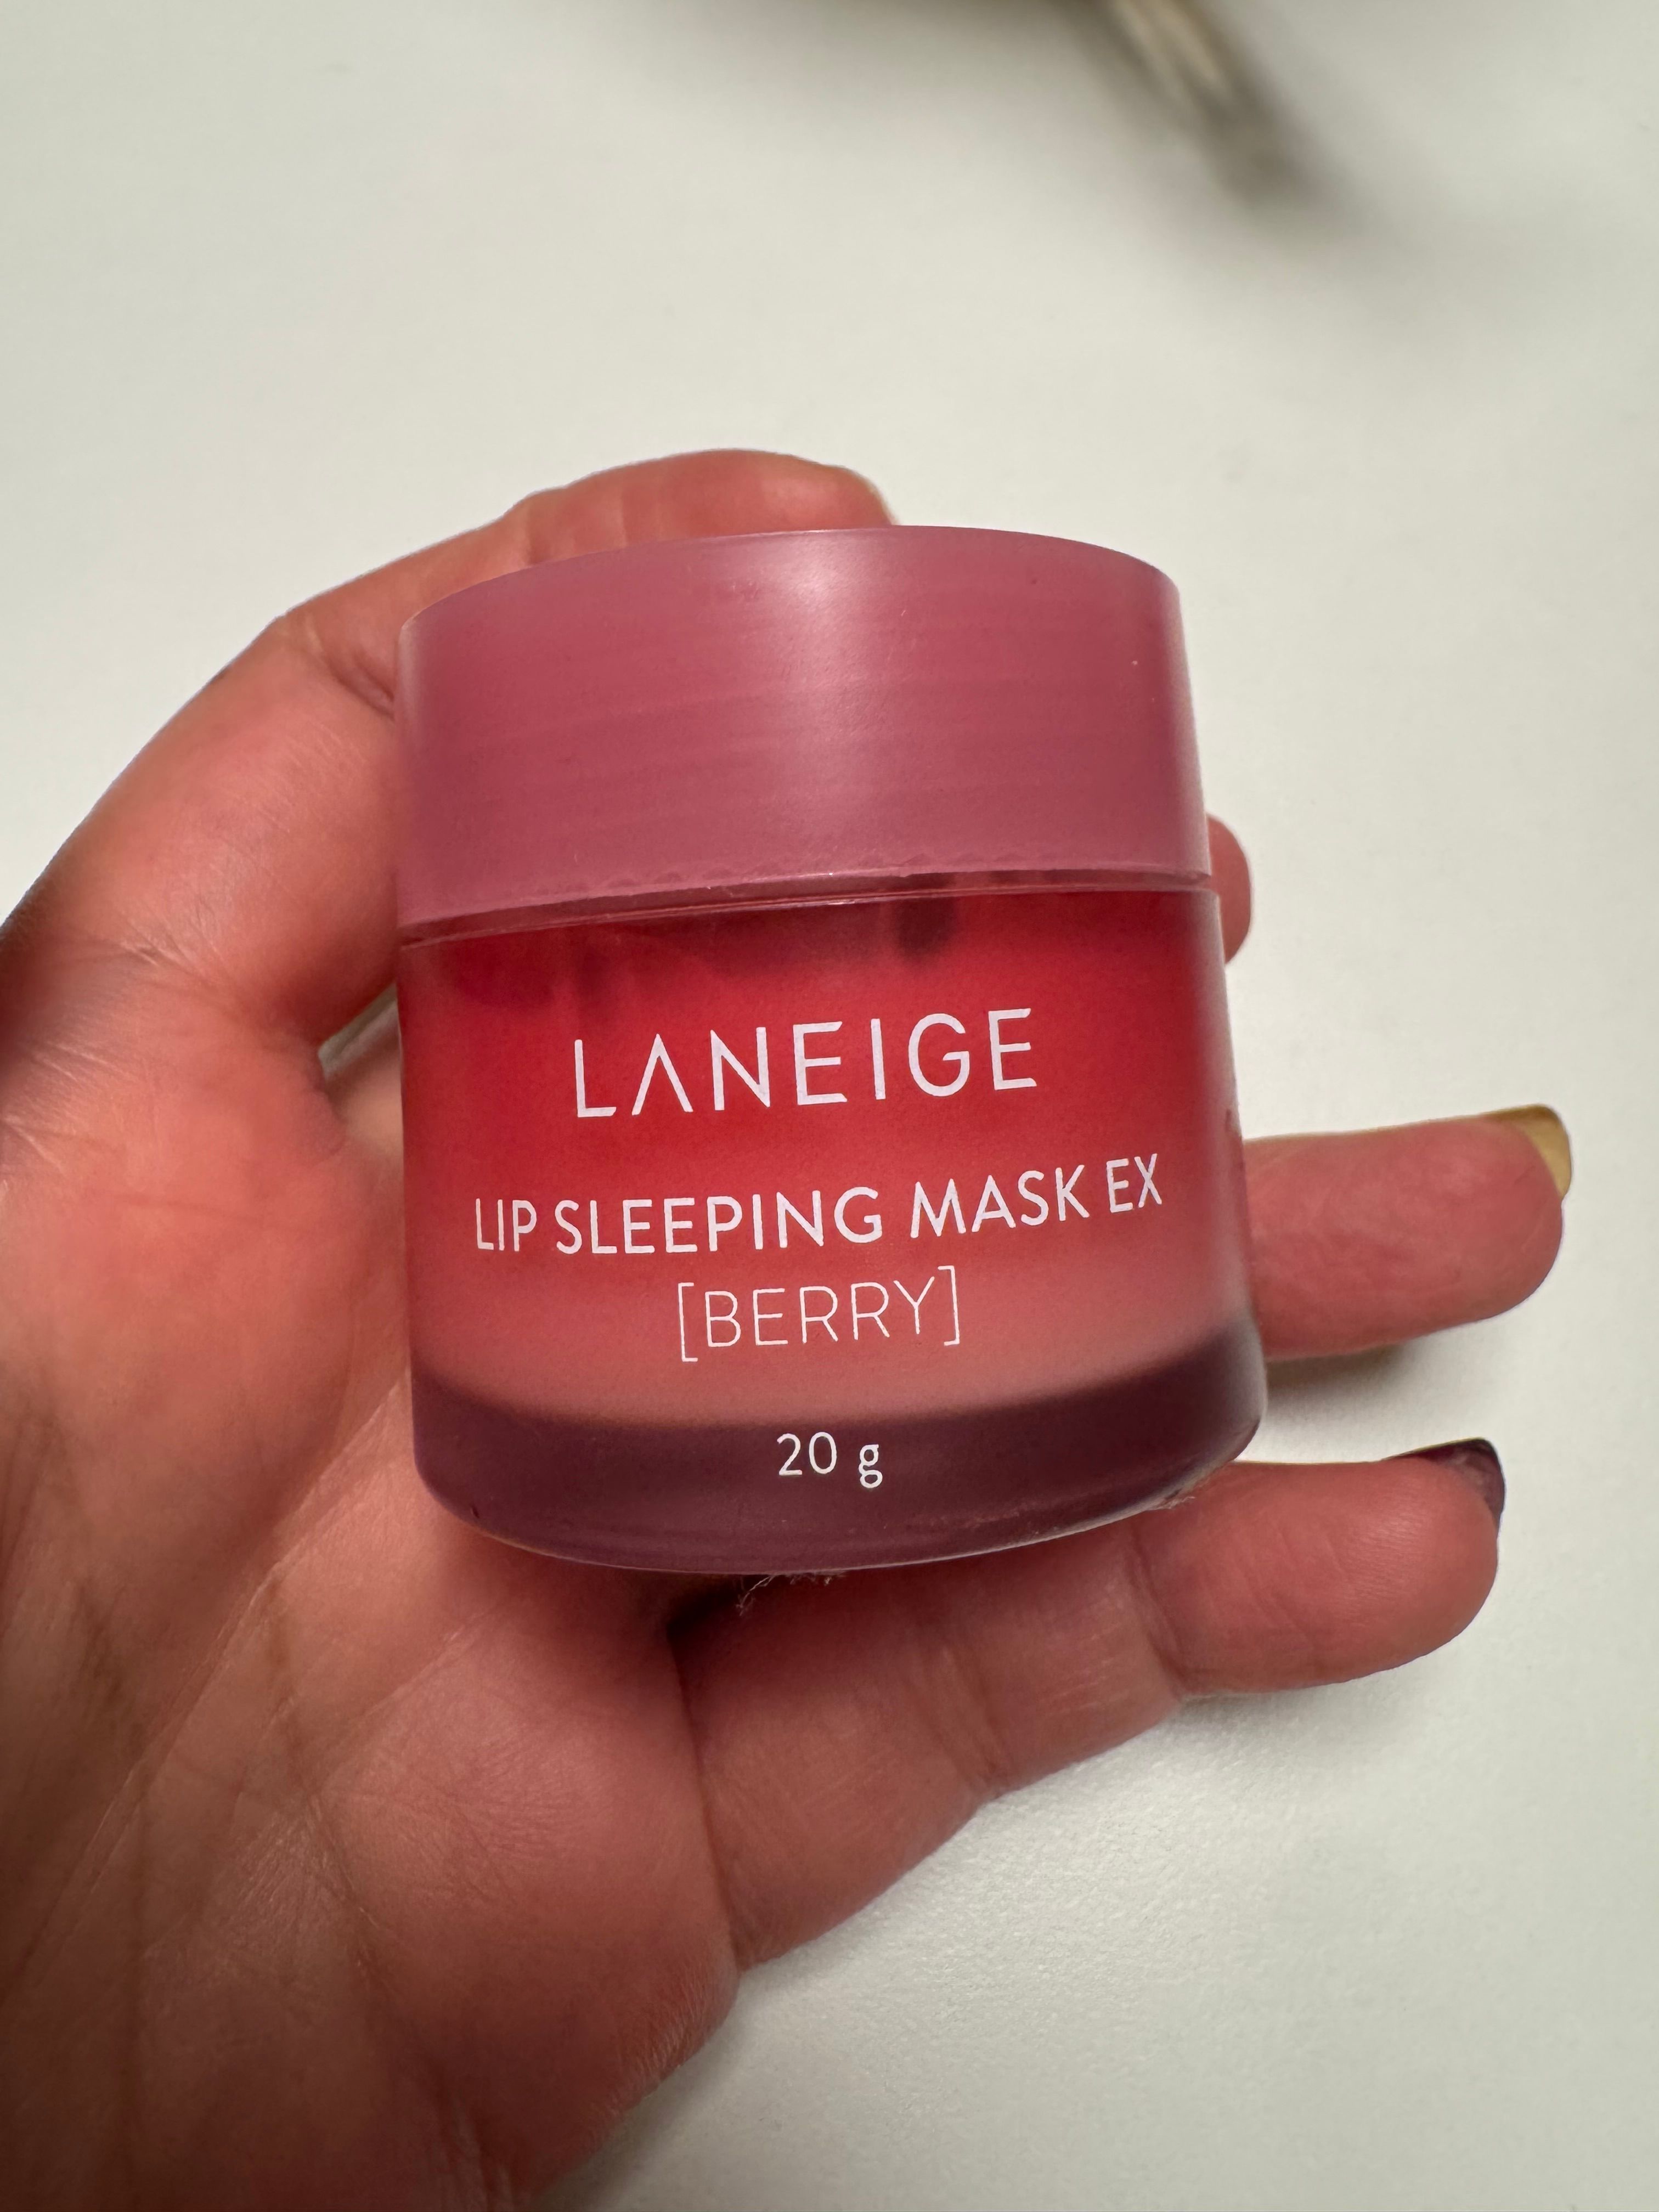 LANEIGE
LIP SLEEPING MASK EX
[BERRY]
20 g